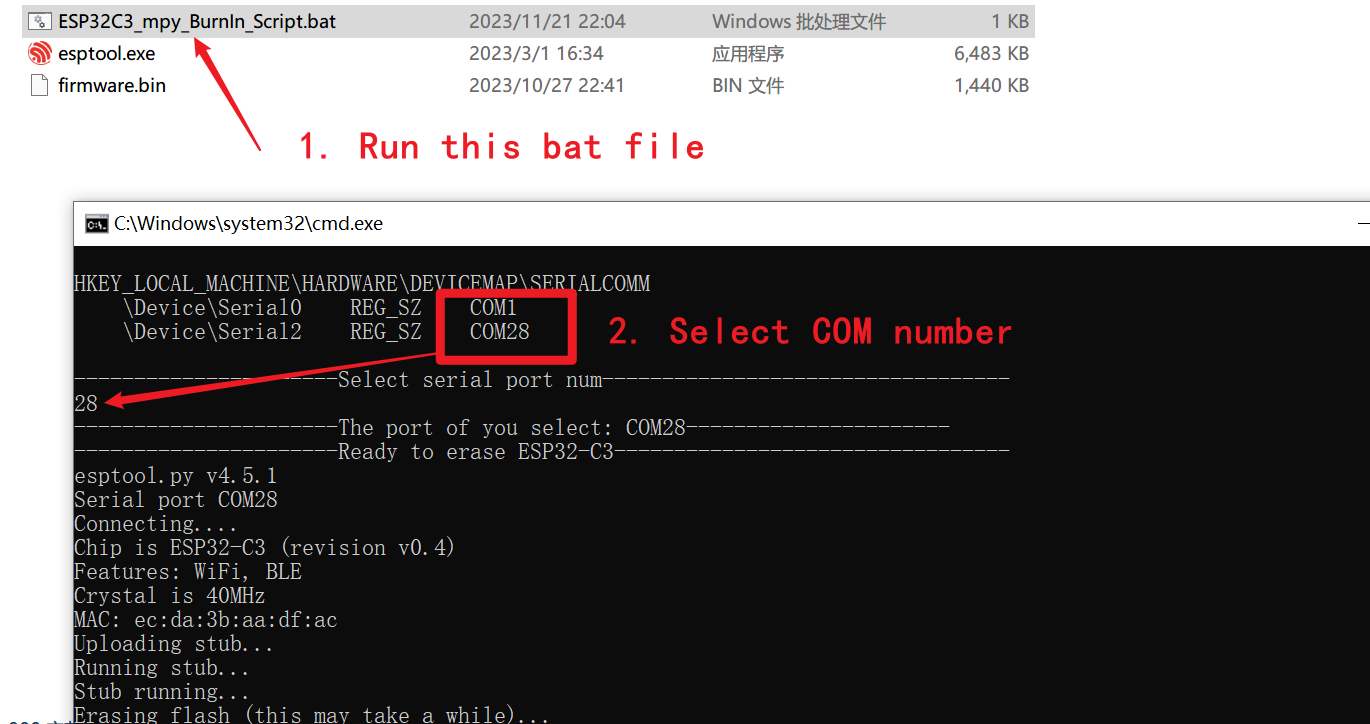 ESP32C3_mpy_BurnIn_Script.bat 2023/11/21 22:04 Windows 批处理文件 1 KB
esptool.exe 2023/3/1 16:34 应用程序 6,483 KB
firmware.bin 2023/10/27 22:41 BIN 文件 1,440 KB
1. Run this bat file
C:\Windows\system32\cmd.exe
HKEY_LOCAL_MACHINE\HARDWARE\DEVICEMAP\SERIALCOMM
\Device\Serial0 REG_SZ COM1
\Device\Serial2 REG_SZ COM28
2. Select COM number
----------------------Select serial port num----------------------------------
28
----------------------The port of you select: COM28----------------------
----------------------Ready to erase ESP32-C3---------------------------------
esptool.py v4.5.1
Serial port COM28
Connecting....
Chip is ESP32-C3 (revision v0.4)
Features: WiFi, BLE
Crystal is 40MHz
MAC: ec:da:3b:aa:df:ac
Uploading stub...
Running stub...
Stub running...
Erasing flash (this may take a while)...